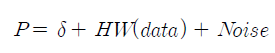 P = δ + HW(data) + Noise